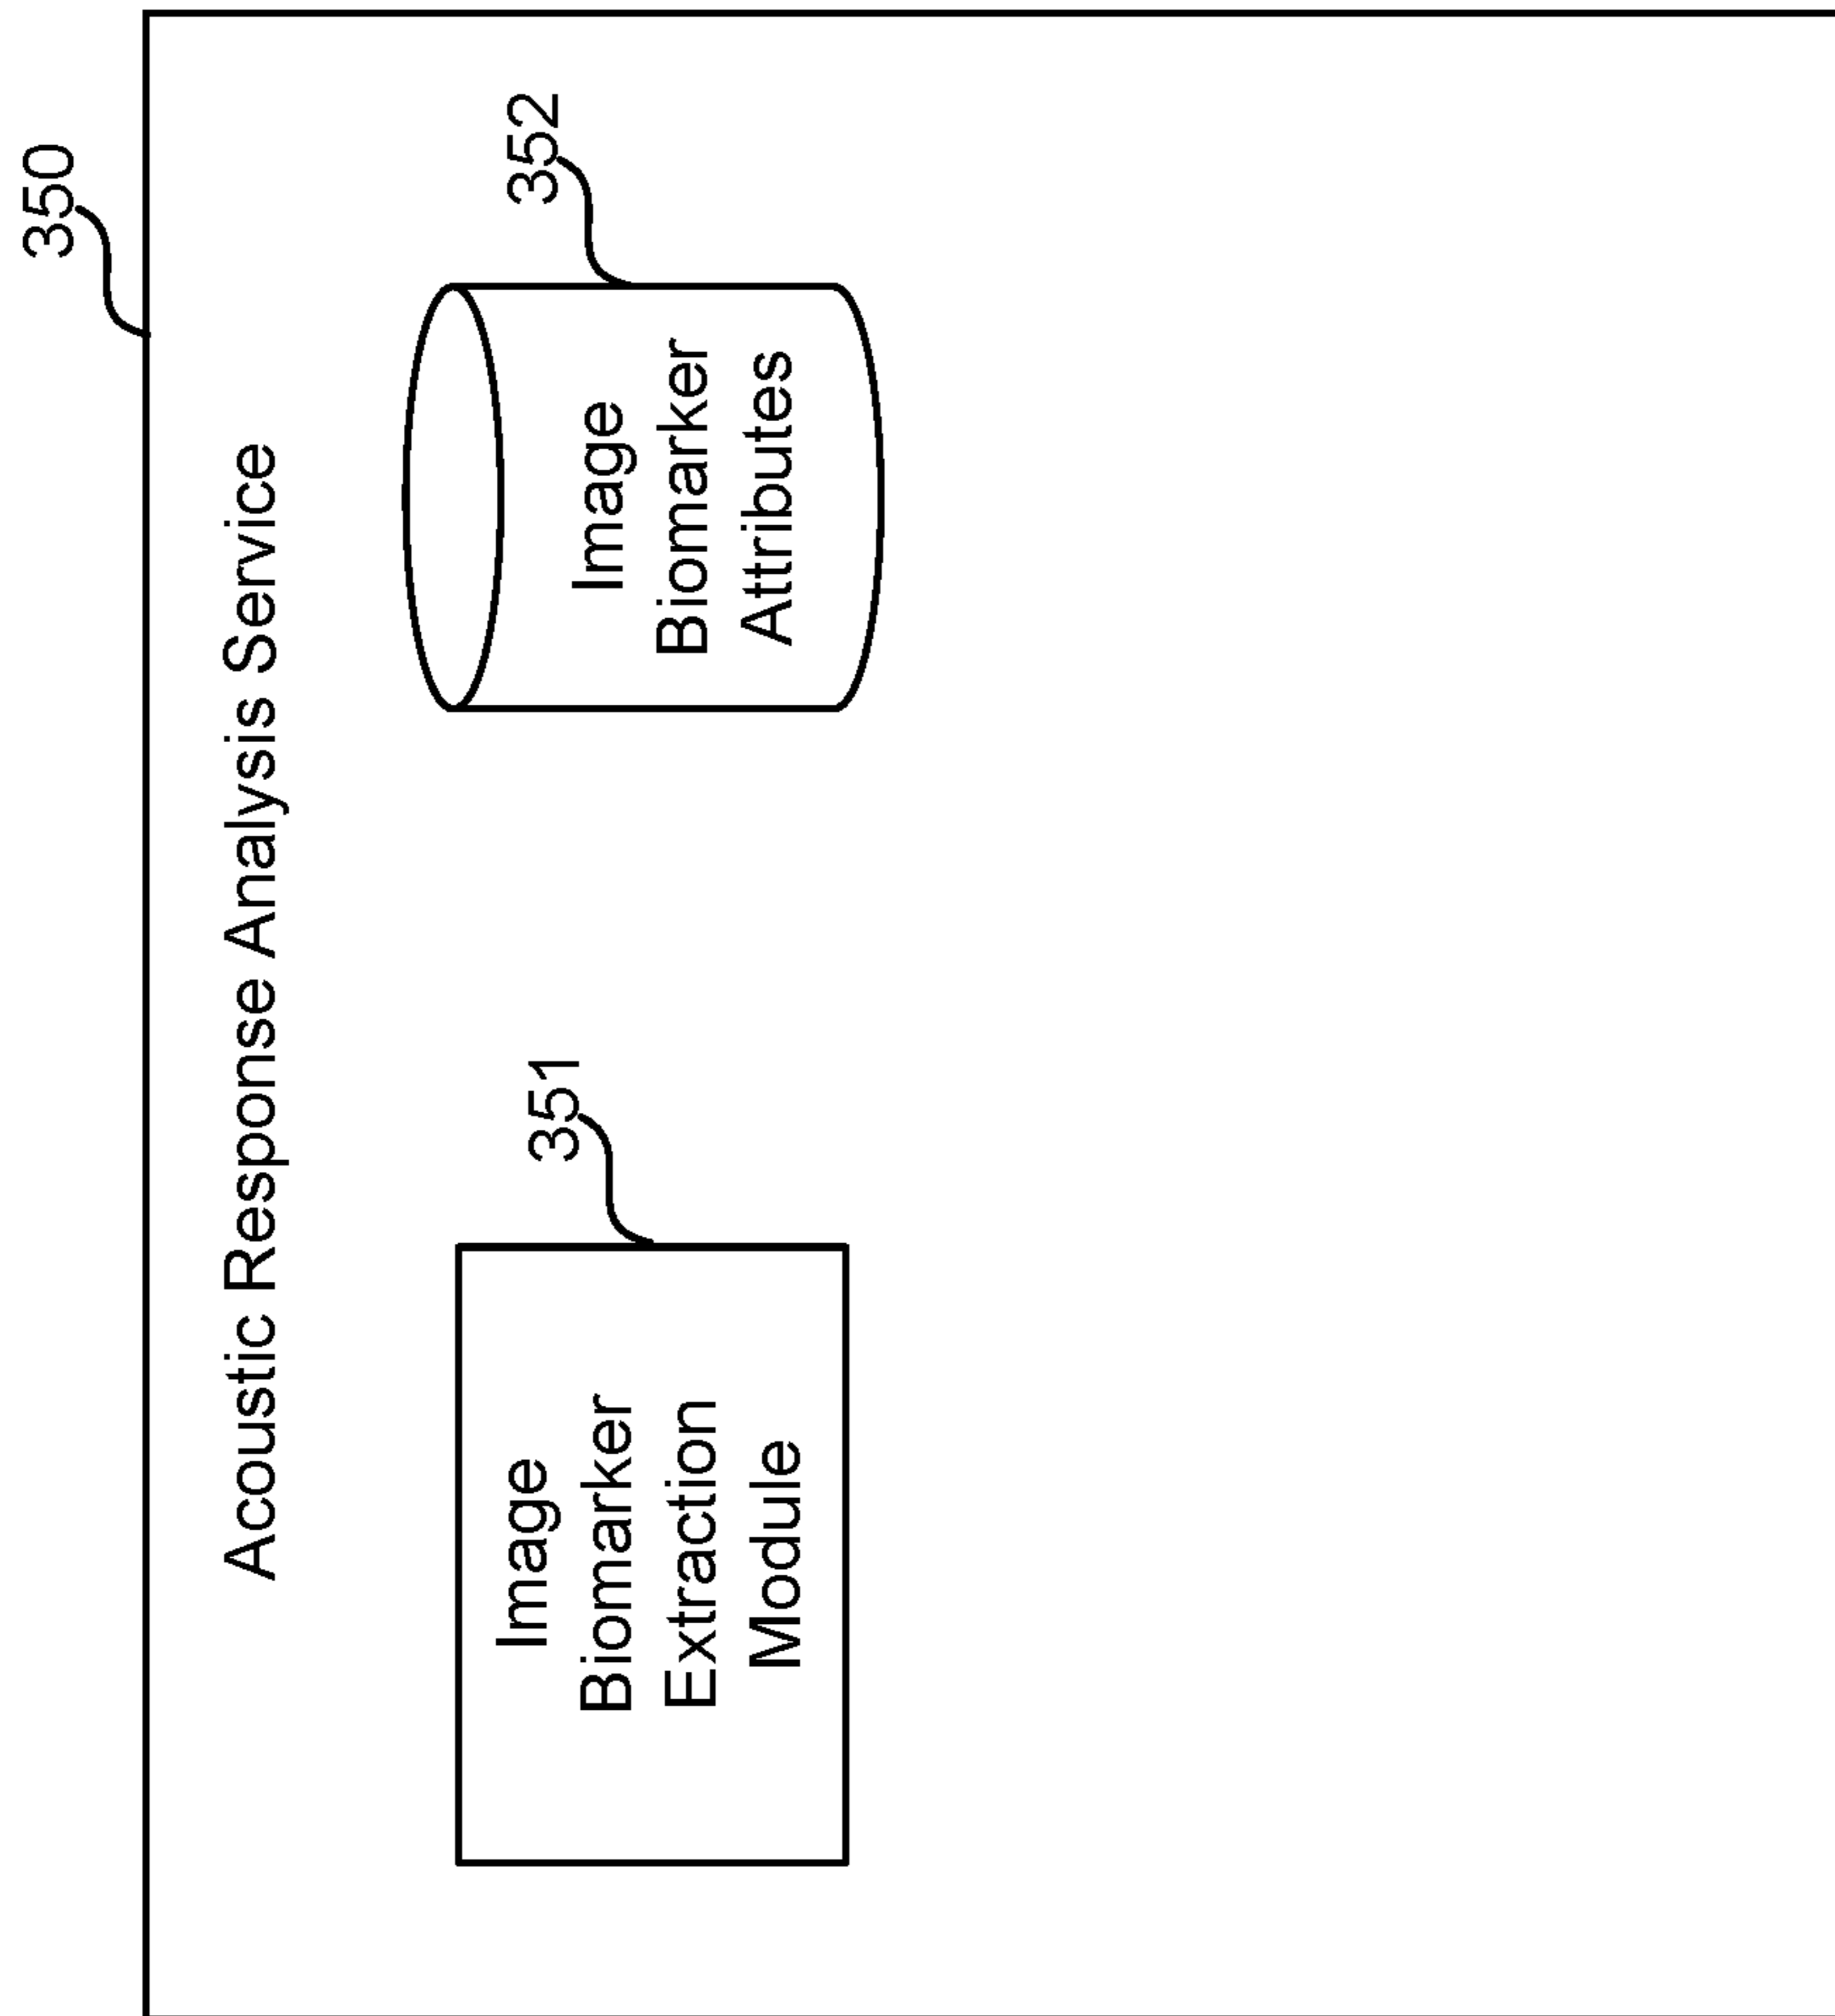 350
Acoustic Response Analysis Service
351
352
Image
Biomarker
Extraction
Module
Image
Biomarker
Attributes